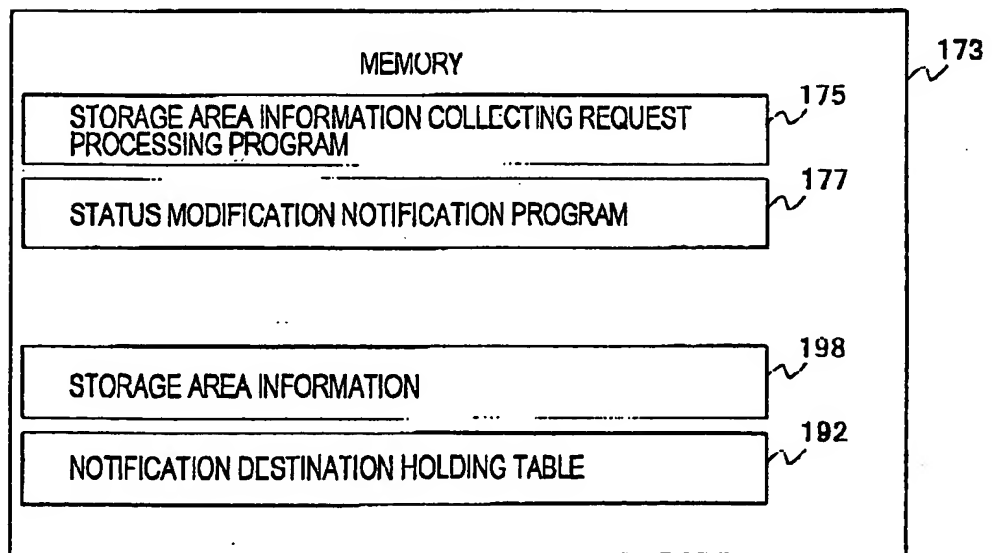 MEMORY
173
STORAGE AREA INFORMATION COLLECTING REQUEST
PROCESSING PROGRAM
175
STATUS MODIFICATION NOTIFICATION PROGRAM
177
STORAGE AREA INFORMATION
198
NOTIFICATION DESTINATION HOLDING TABLE
192